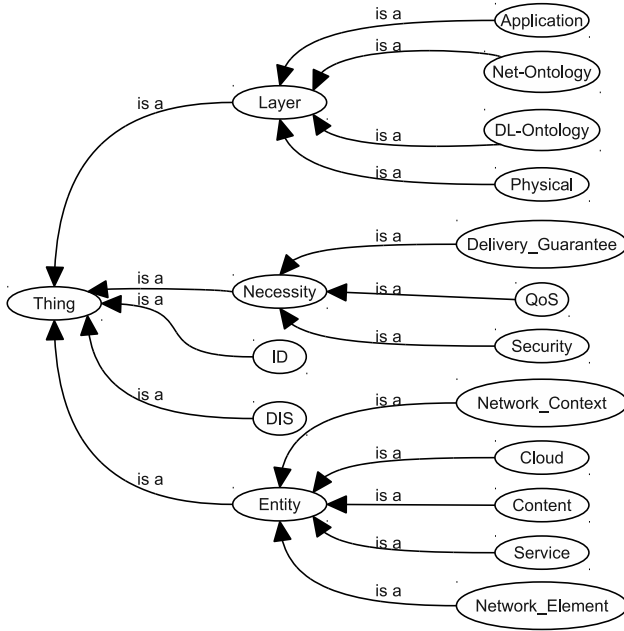 is a
Application
is a
Net-Ontology
is a
Layer
is a
DL-Ontology
is a
Physical
is a
Delivery_Guarantee
is a
Thing
is a
Necessity
is a
QoS
is a
ID
is a
Security
is a
DIS
is a
Network_Context
is a
Cloud
is a
Entity
is a
Content
is a
Service
is a
Network_Element